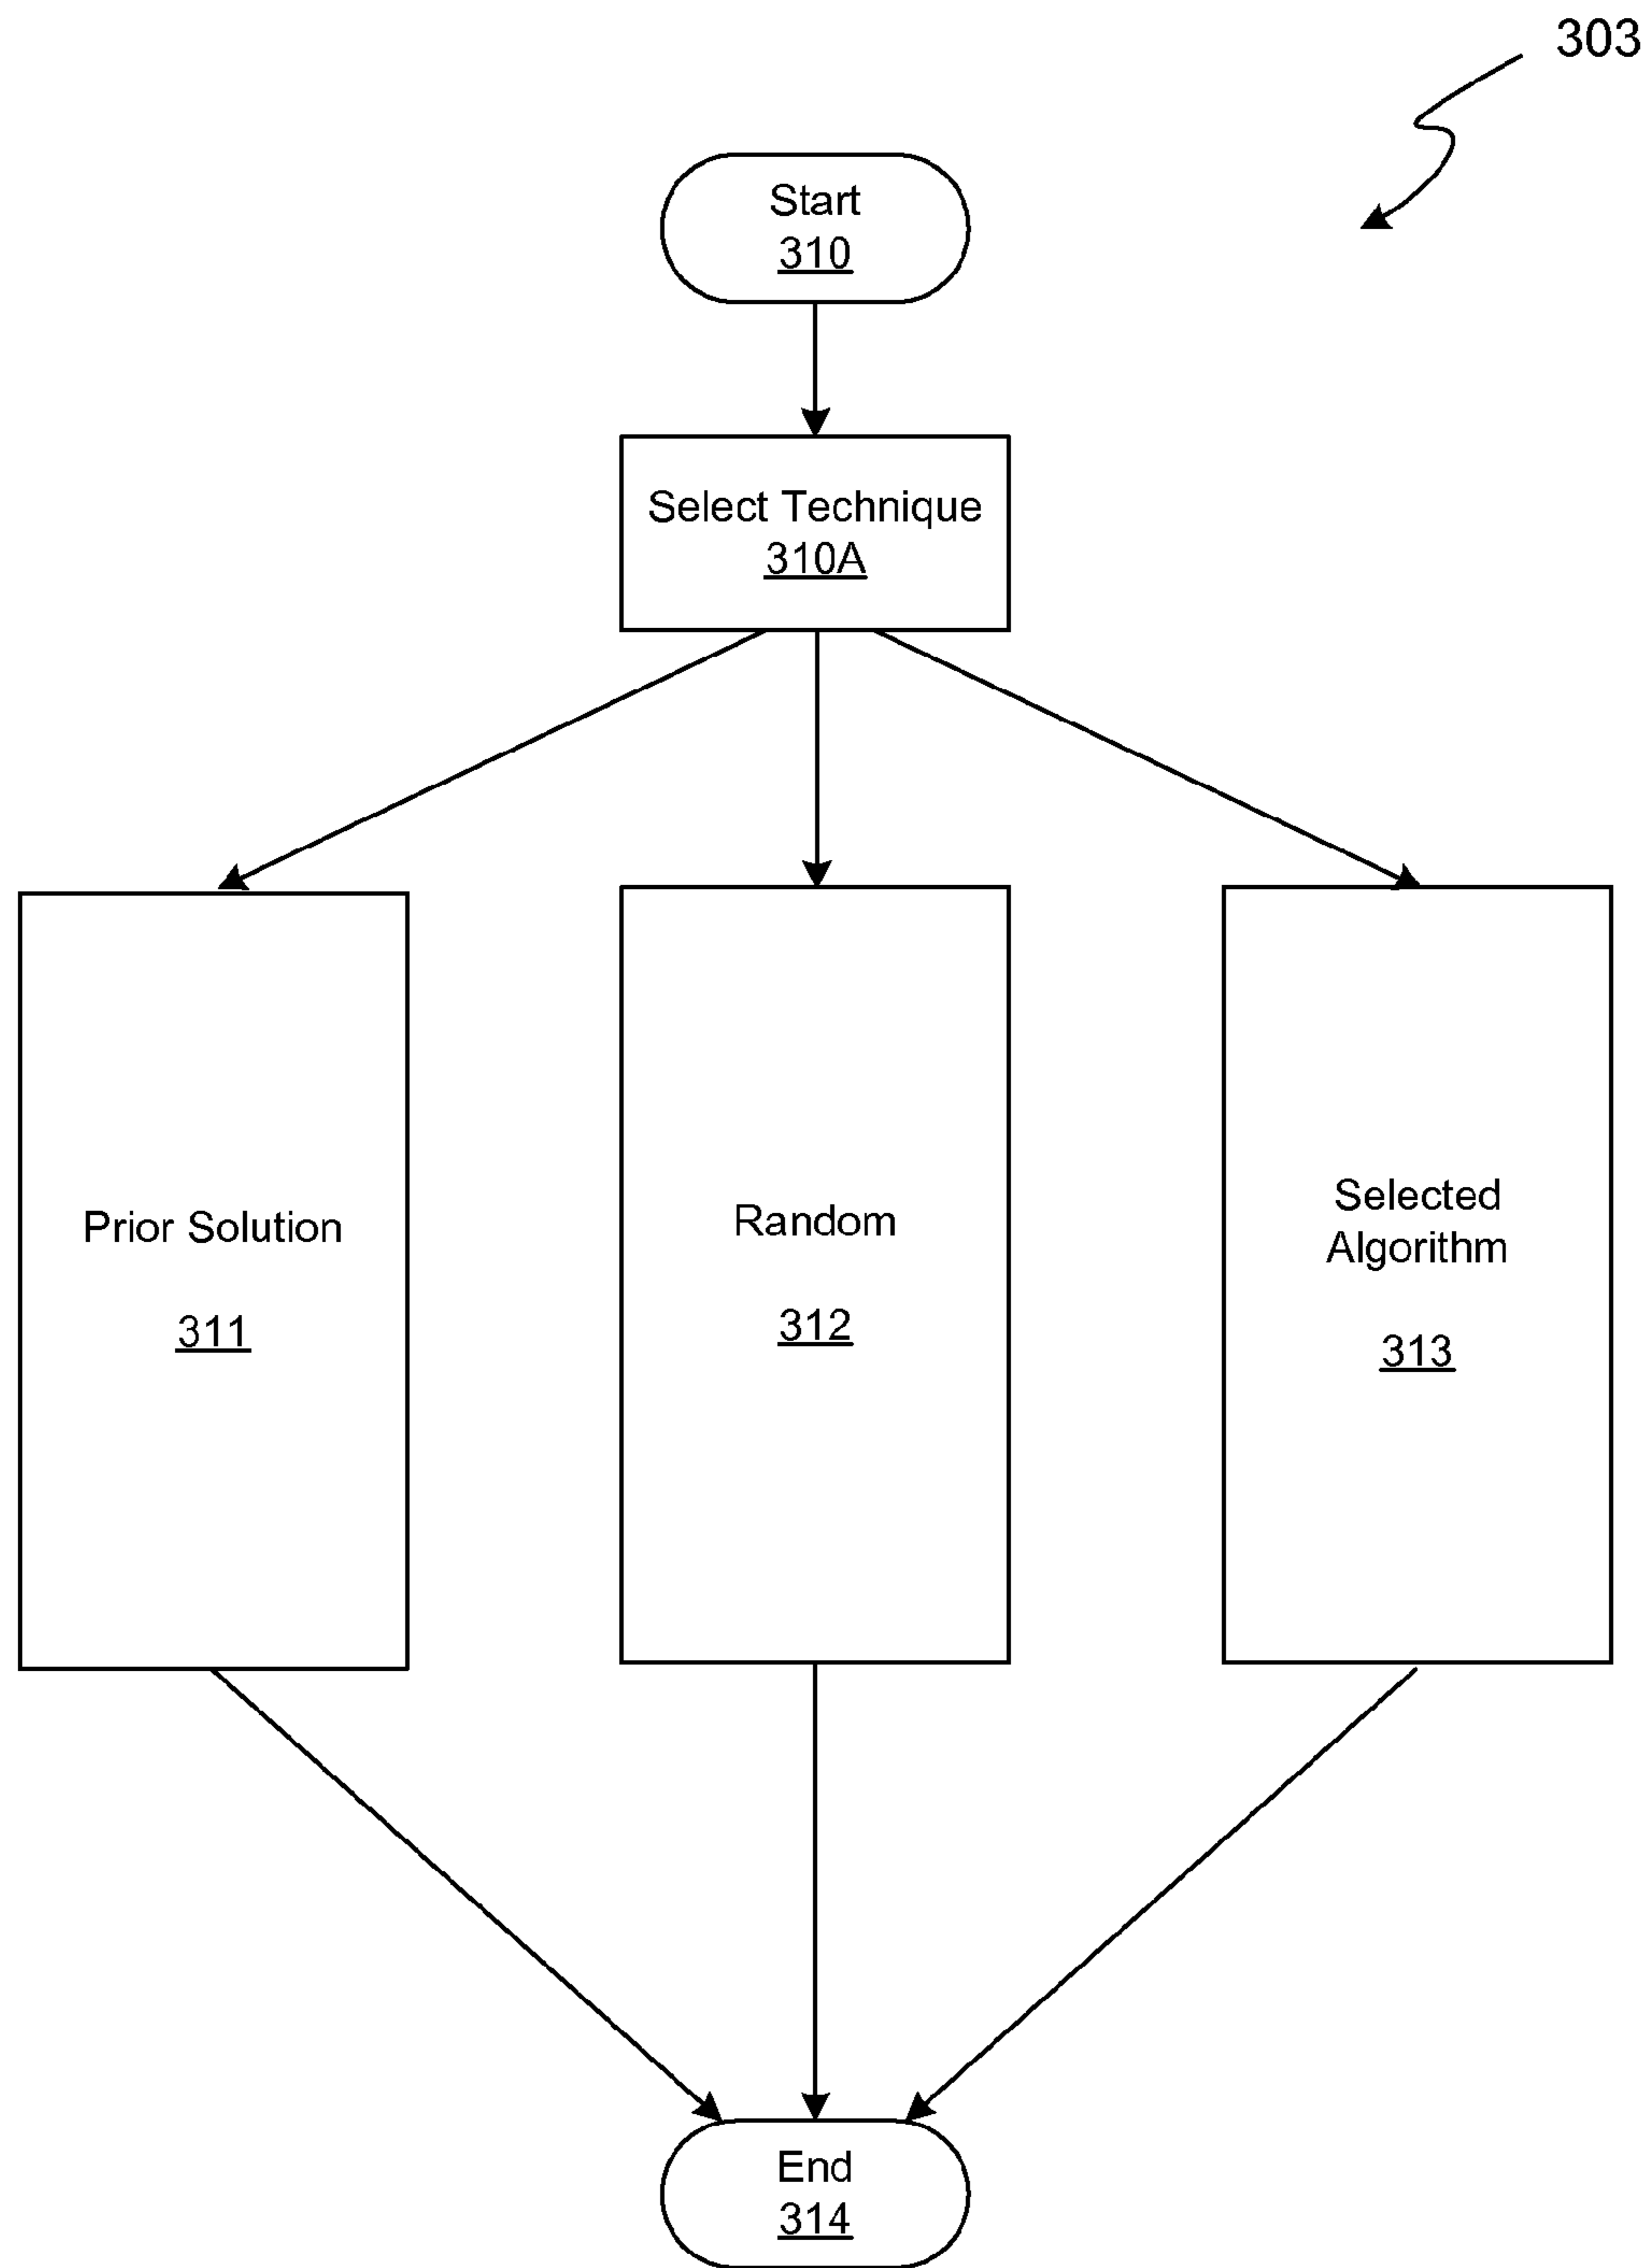 303
Start
310
Select Technique
310A
Prior Solution
311
Random
312
Selected
Algorithm
313
End
314